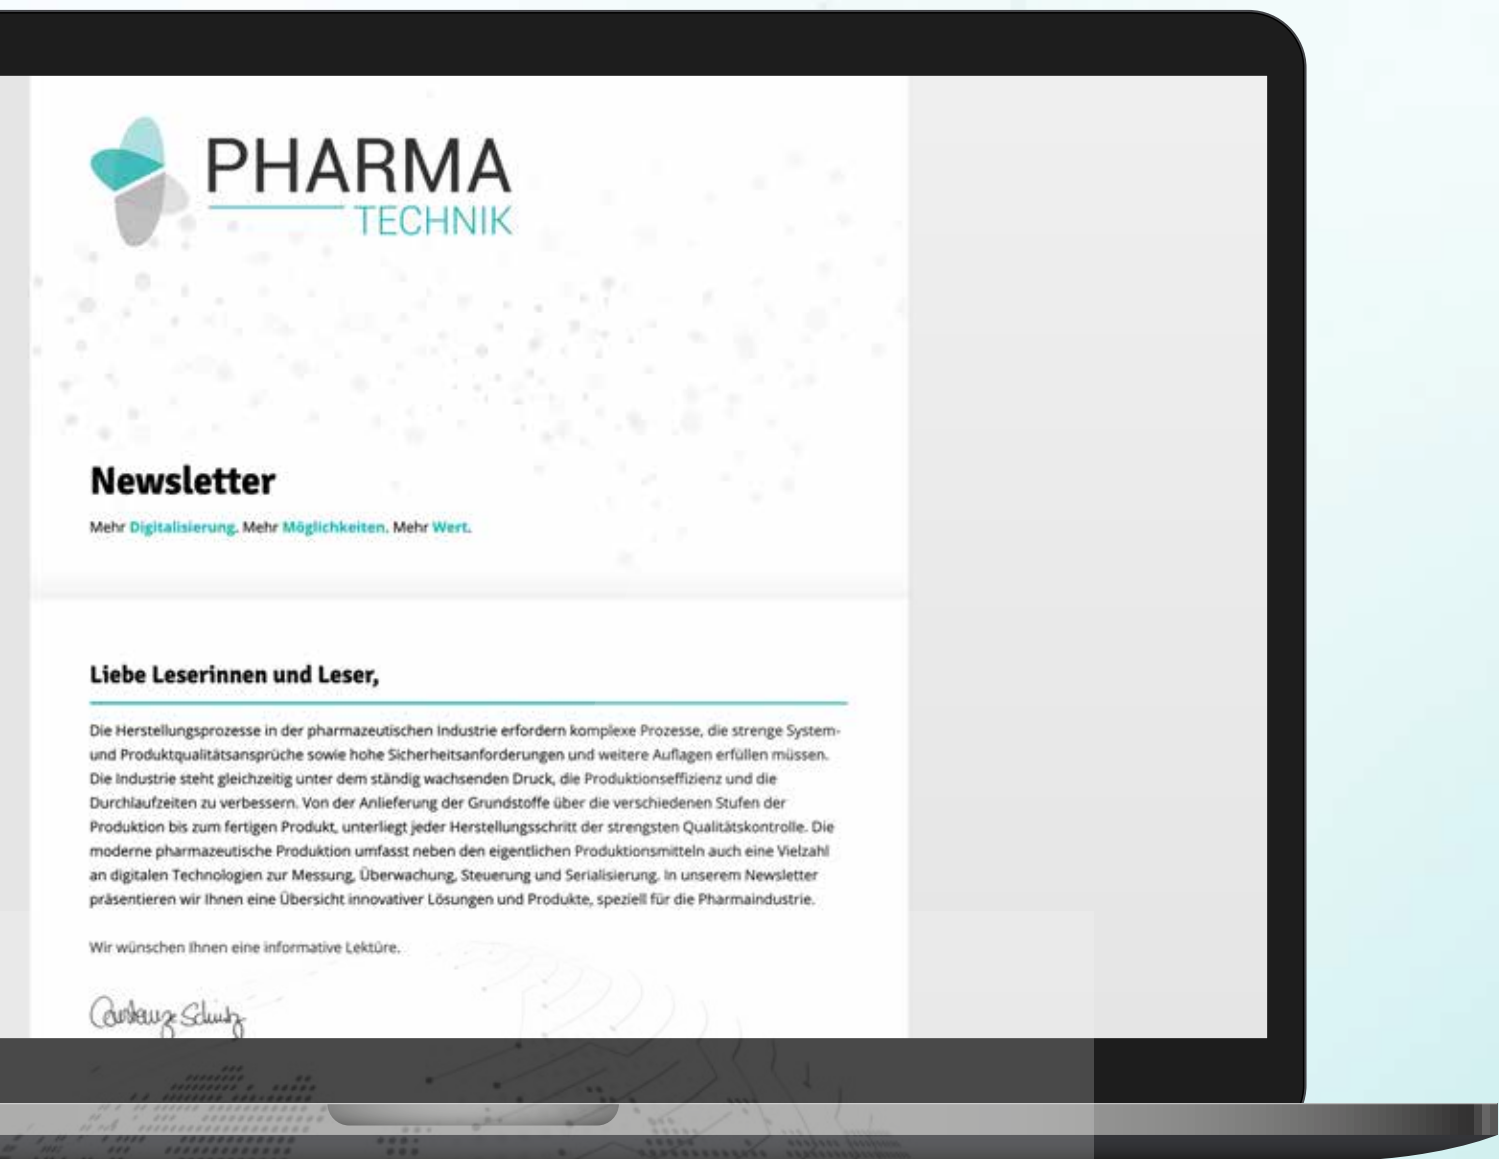 PHARMA
TECHNIK
Newsletter
Mehr Digitalisierung. Mehr Möglichkeiten. Mehr Wert.
Liebe Leserinnen und Leser,
Die Herstellungsprozesse in der pharmazeutischen Industrie erfordern komplexe Prozesse, die strenge System-
und Produktqualitätsansprüche sowie hohe Sicherheitsanforderungen und weitere Auflagen erfüllen müssen.
Die Industrie steht gleichzeitig unter dem ständig wachsenden Druck, die Produktionseffizienz und die
Durchlaufzeiten zu verbessern. Von der Anlieferung der Grundstoffe über die verschiedenen Stufen der
Produktion bis zum fertigen Produkt, unterliegt jeder Herstellungsschritt der strengsten Qualitätskontrolle. Die
moderne pharmazeutische Produktion umfasst neben den eigentlichen Produktionsmitteln auch eine Vielzahl
an digitalen Technologien zur Messung, Überwachung, Steuerung und Serialisierung. In unserem Newsletter
präsentieren wir Ihnen eine Übersicht innovativer Lösungen und Produkte, speziell für die Pharmaindustrie.
Wir wünschen Ihnen eine informative Lektüre.